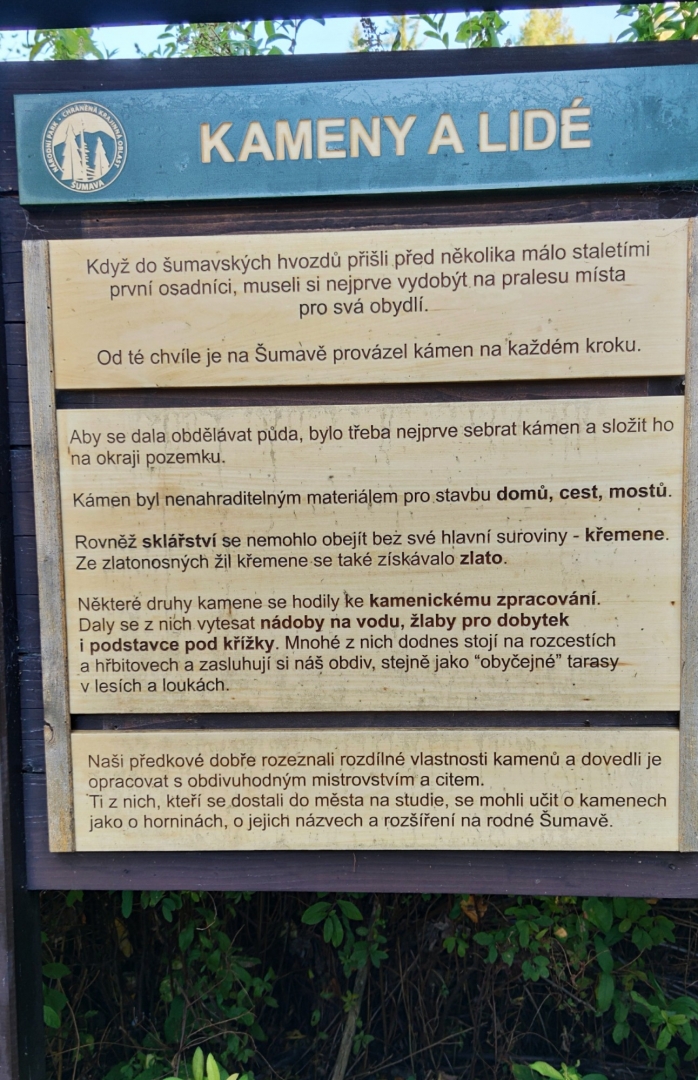 NÁRODNÍ PARK • CHRÁNĚNÁ KRAJINNÁ OBLAST
ŠUMAVA
KAMENY A LIDÉ
Když do šumavských hvozdů přišli před několika málo staletími
první osadníci, museli si nejprve vydobýt na pralesu místa
pro svá obydlí.
Od té chvíle je na Šumavě provázel kámen na každém kroku.
Aby se dala obdělávat půda, bylo třeba nejprve sebrat kámen a složit ho
na okraji pozemku.
Kámen byl nenahraditelným materiálem pro stavbu domů, cest, mostů.
Rovněž sklářství se nemohlo obejít bez své hlavní suroviny - křemene.
Ze zlatonosných žil křemene se také získávalo zlato.
Některé druhy kamene se hodily ke kamenickému zpracování.
Daly se z nich vytesat nádoby na vodu, žlaby pro dobytek
i podstavce pod křížky. Mnohé z nich dodnes stojí na rozcestích
a hřbitovech a zasluhují si náš obdiv, stejně jako “obyčejné” tarasy
v lesích a loukách.
Naši předkové dobře rozeznali rozdílné vlastnosti kamenů a dovedli je
opracovat s obdivuhodným mistrovstvím a citem.
Ti z nich, kteří se dostali do města na studie, se mohli učit o kamenech
jako o horninách, o jejich názvech a rozšíření na rodné Šumavě.